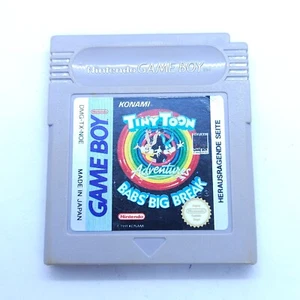 Nintendo GAME BOY
KONAMI
TINY TOON
Adventures
BABS' BIG BREAK
Nintendo
GAME BOY
DMG-TX-NOE
MADE IN JAPAN
HERAUSRAGENDE SEITE